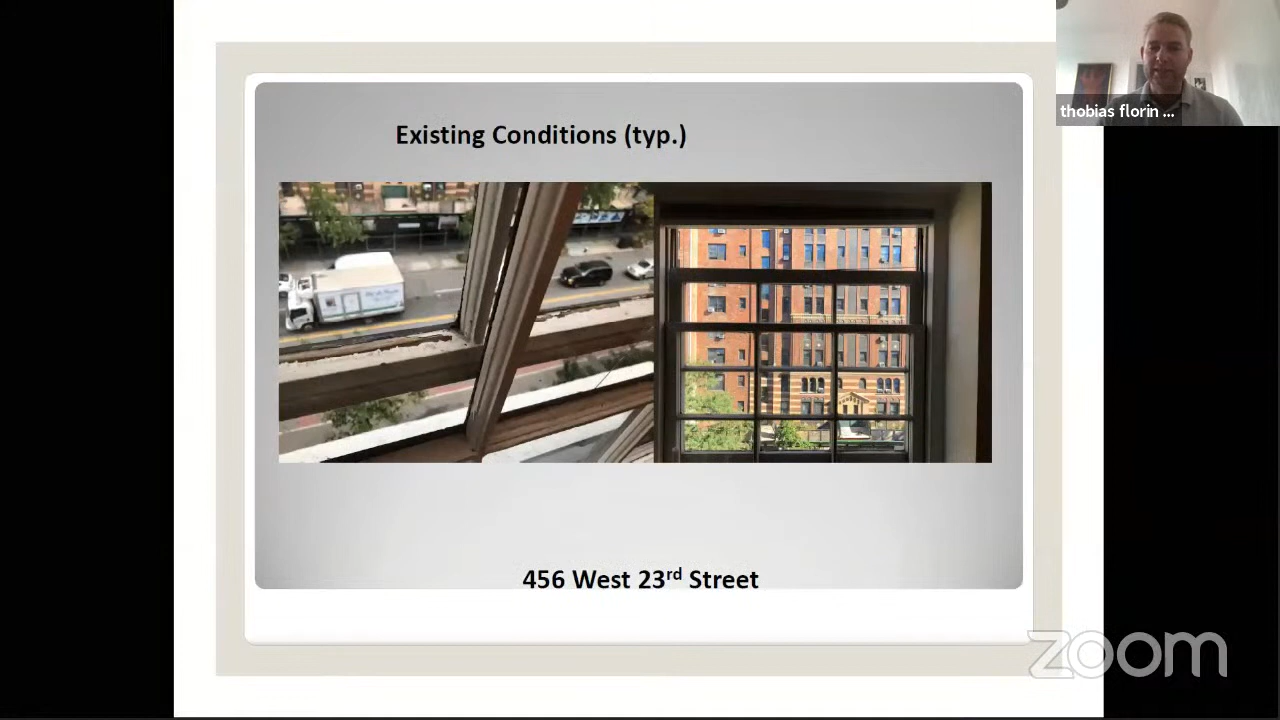 Existing Conditions (typ.)
thobias florin ...
456 West 23rd Street
zoom